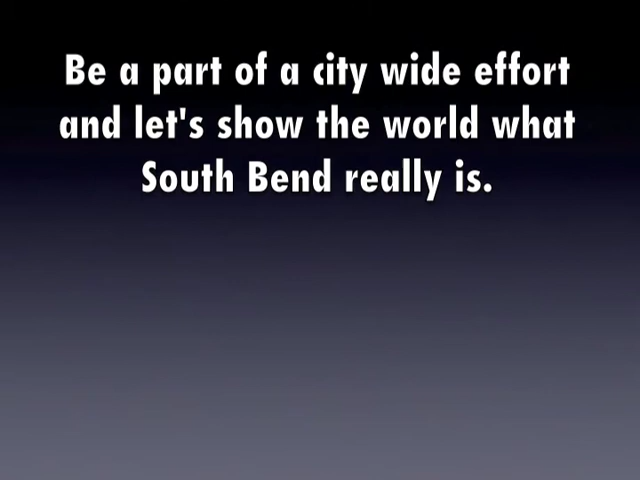 Be a part of a city wide effort
and let's show the world what
South Bend really is.